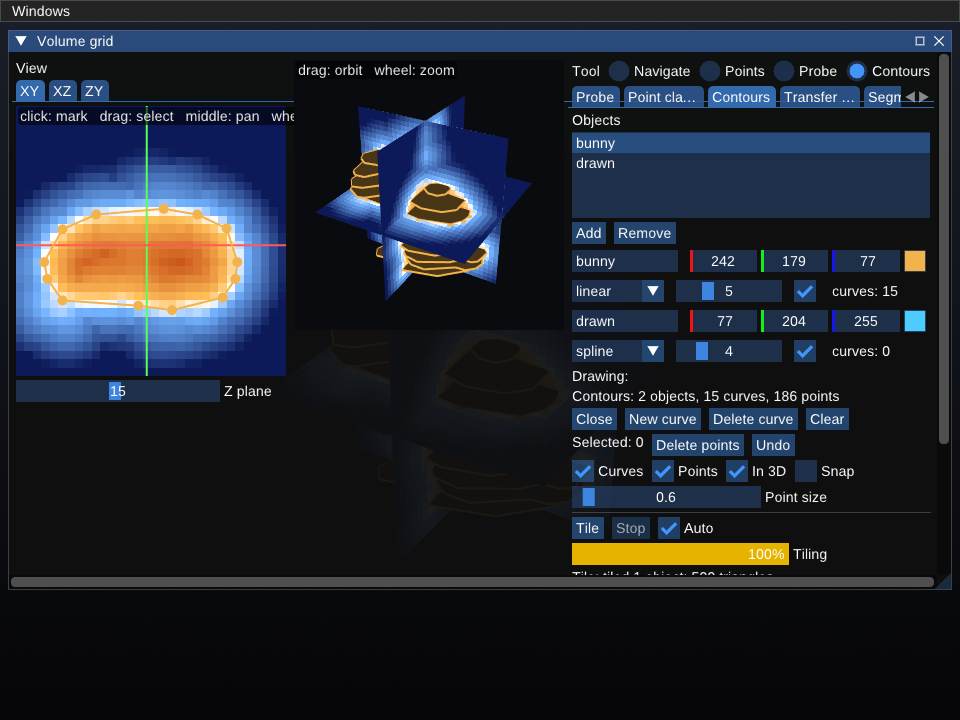 Windows
Volume grid
View
XY XZ ZY
click: mark drag: select middle: pan whe
15 Z plane
drag: orbit wheel: zoom
Tool Navigate Points Probe Contours
Probe Point cla... Contours Transfer ... Segm
Objects
bunny
drawn
Add Remove
bunny 242 179 77
linear 5 curves: 15
drawn 77 204 255
spline 4 curves: 0
Drawing:
Contours: 2 objects, 15 curves, 186 points
Close New curve Delete curve Clear
Selected: 0 Delete points Undo
Curves Points In 3D Snap
0.6 Point size
Tile Stop Auto
100% Tiling